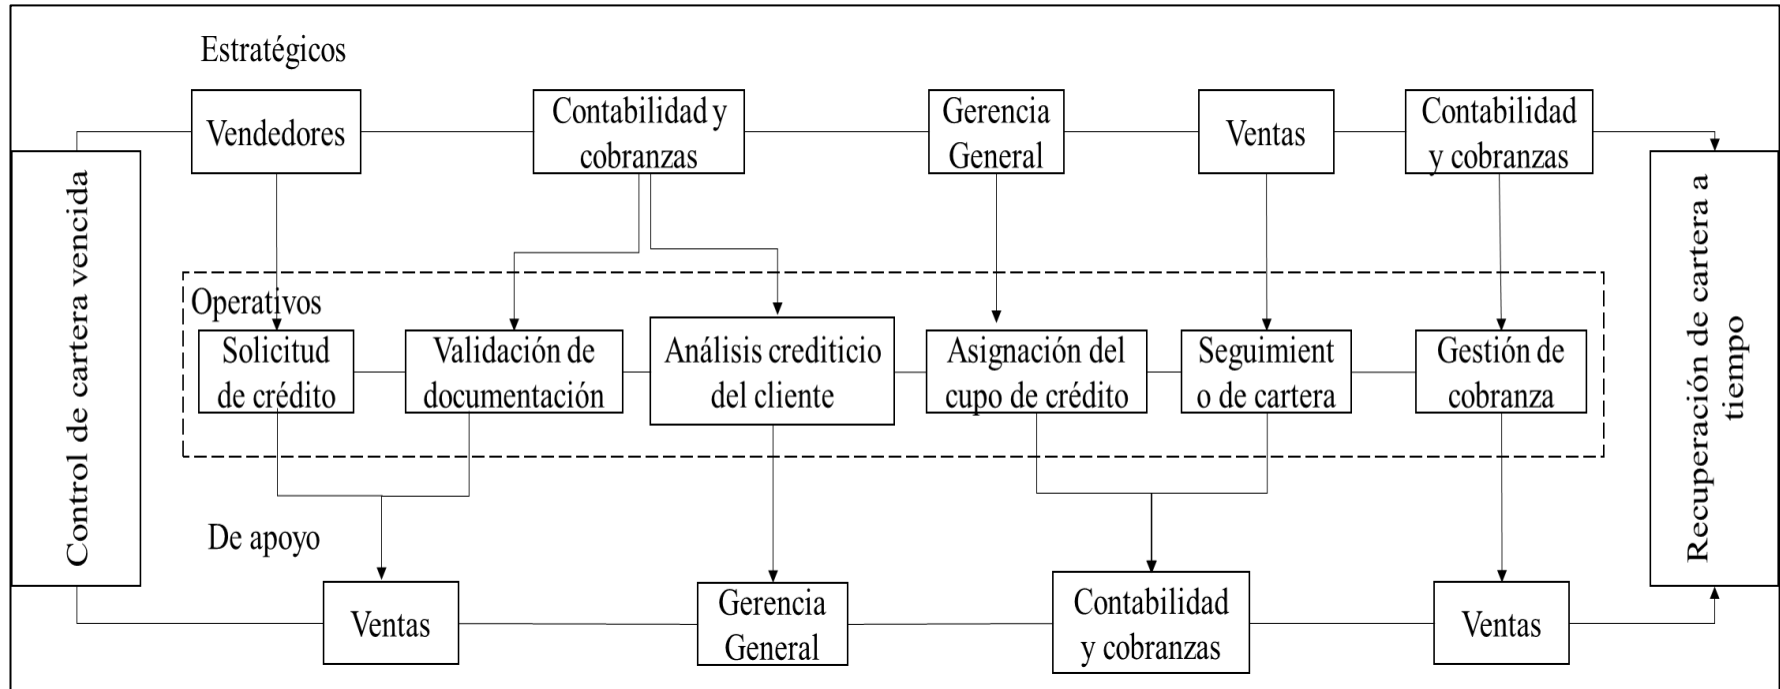 Estratégicos
Vendedores
Contabilidad y
cobranzas
Gerencia
General
Ventas
Contabilidad
y cobranzas
Control de cartera vencida
Operativos
Solicitud
de crédito
Validación de
documentación
Análisis crediticio
del cliente
Asignación del
cupo de crédito
Seguimient
o de cartera
Gestión de
cobranza
Recuperación de cartera a
tiempo
De apoyo
Ventas
Gerencia
General
Contabilidad
y cobranzas
Ventas